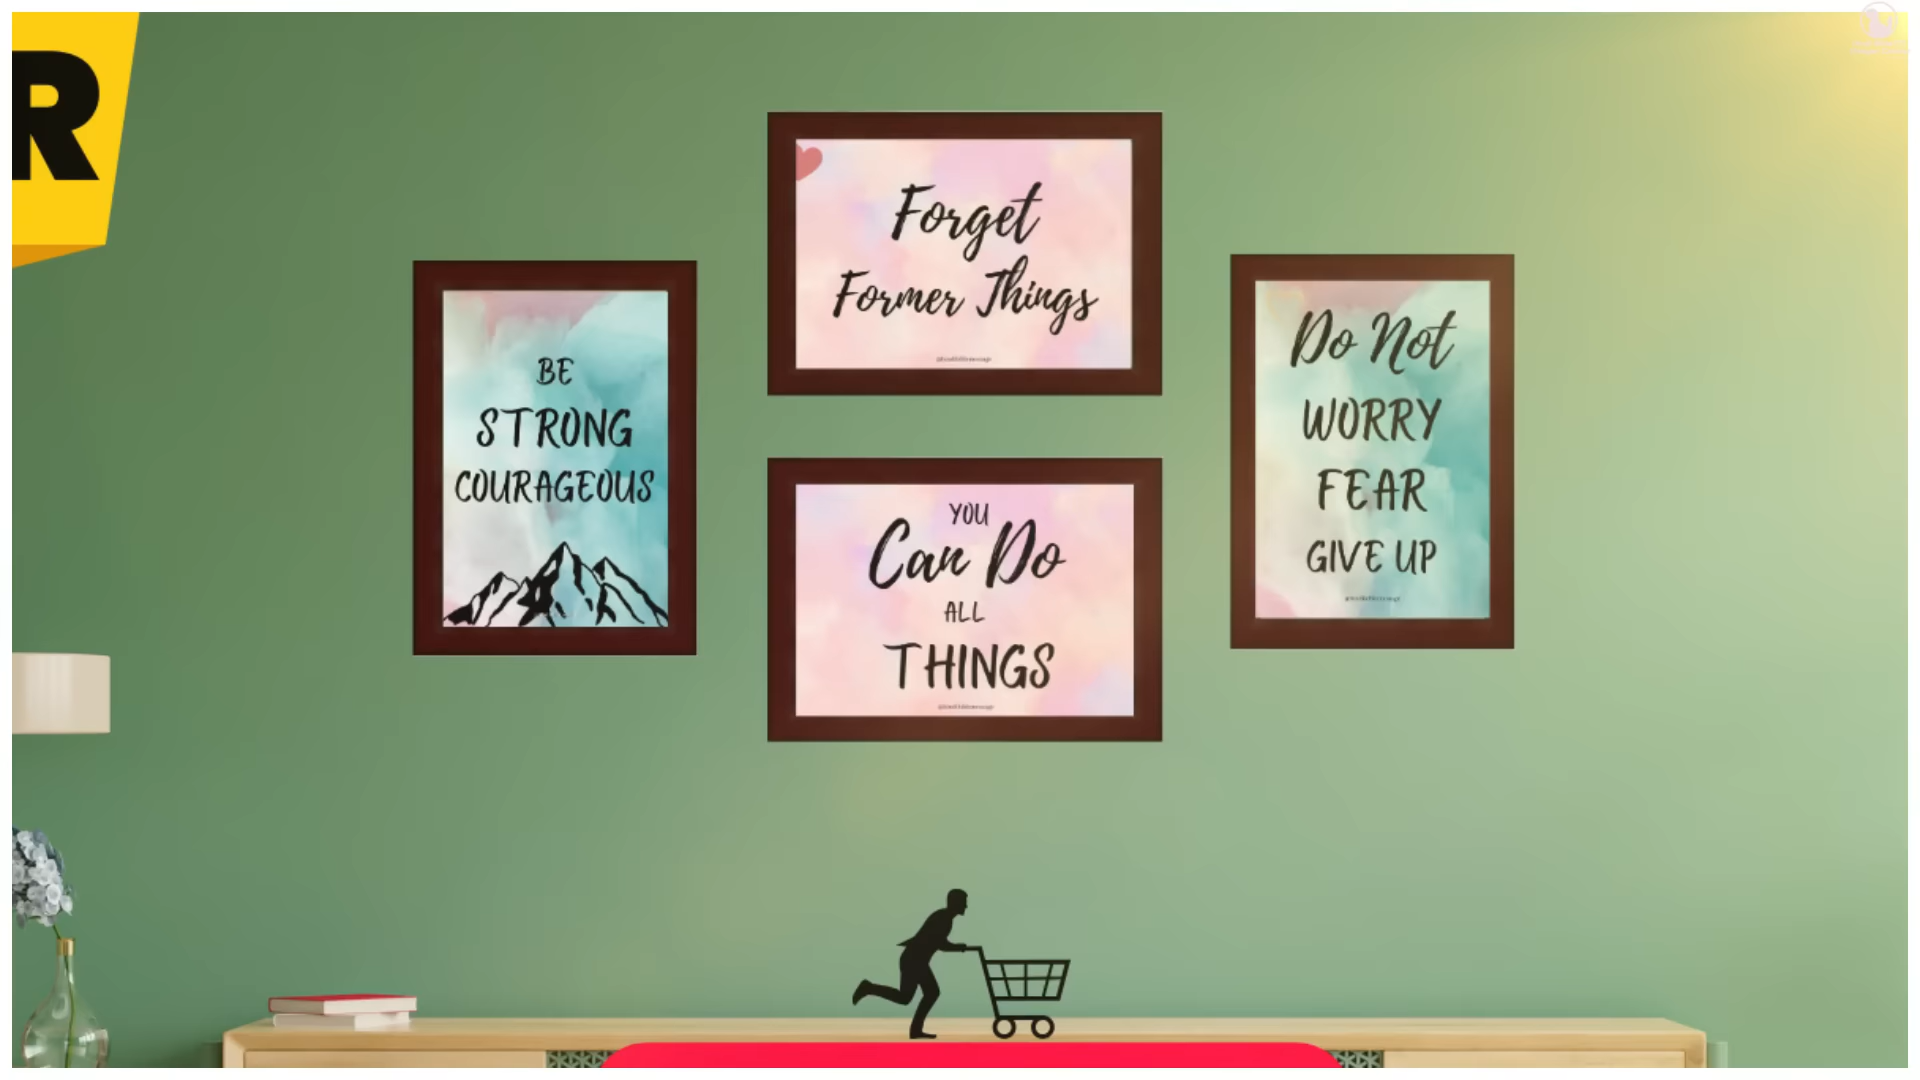 R
BE
STRONG
COURAGEOUS
Forget
Former Things
YOU
Can Do
ALL
THINGS
Do Not
WORRY
FEAR
GIVE UP